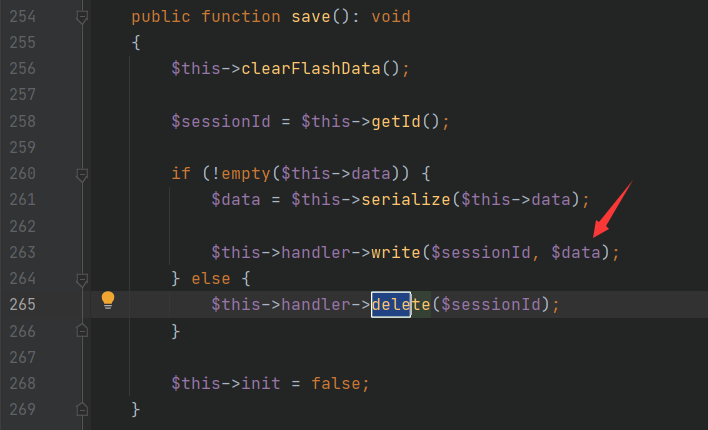 254 public function save(): void
255 {
256 $this->clearFlashData();
257
258 $sessionId = $this->getId();
259
260 if (!empty($this->data)) {
261 $data = $this->serialize($this->data);
262
263 $this->handler->write($sessionId, $data);
264 } else {
265 $this->handler->delete($sessionId);
266 }
267
268 $this->init = false;
269 }